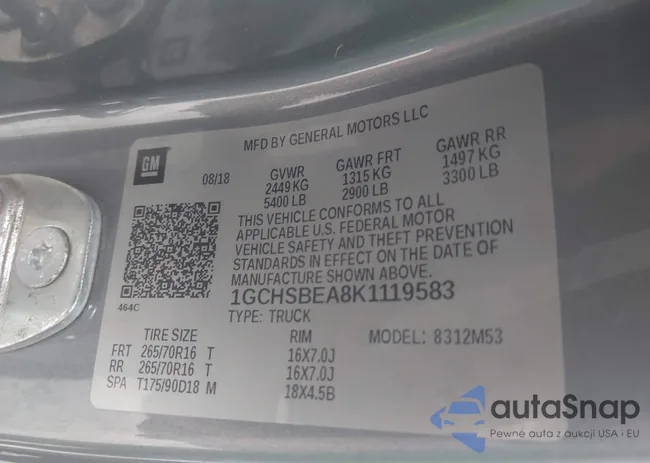 MFD BY GENERAL MOTORS LLC
GM
08/18
GVWR GAWR FRT GAWR RR
2449 KG 1315 KG 1497 KG
5400 LB 2900 LB 3300 LB
THIS VEHICLE CONFORMS TO ALL
APPLICABLE U.S. FEDERAL MOTOR
VEHICLE SAFETY AND THEFT PREVENTION
STANDARDS IN EFFECT ON THE DATE OF
MANUFACTURE SHOWN ABOVE.
464C
1GCHSBEA8K1119583
TYPE: TRUCK
TIRE SIZE RIM MODEL: 8312M53
FRT 265/70R16 T 16X7.0J
RR 265/70R16 T 16X7.0J
SPA T175/90D18 M 18X4.5B
autaSnap
Pewne auta z aukcji USA i EU